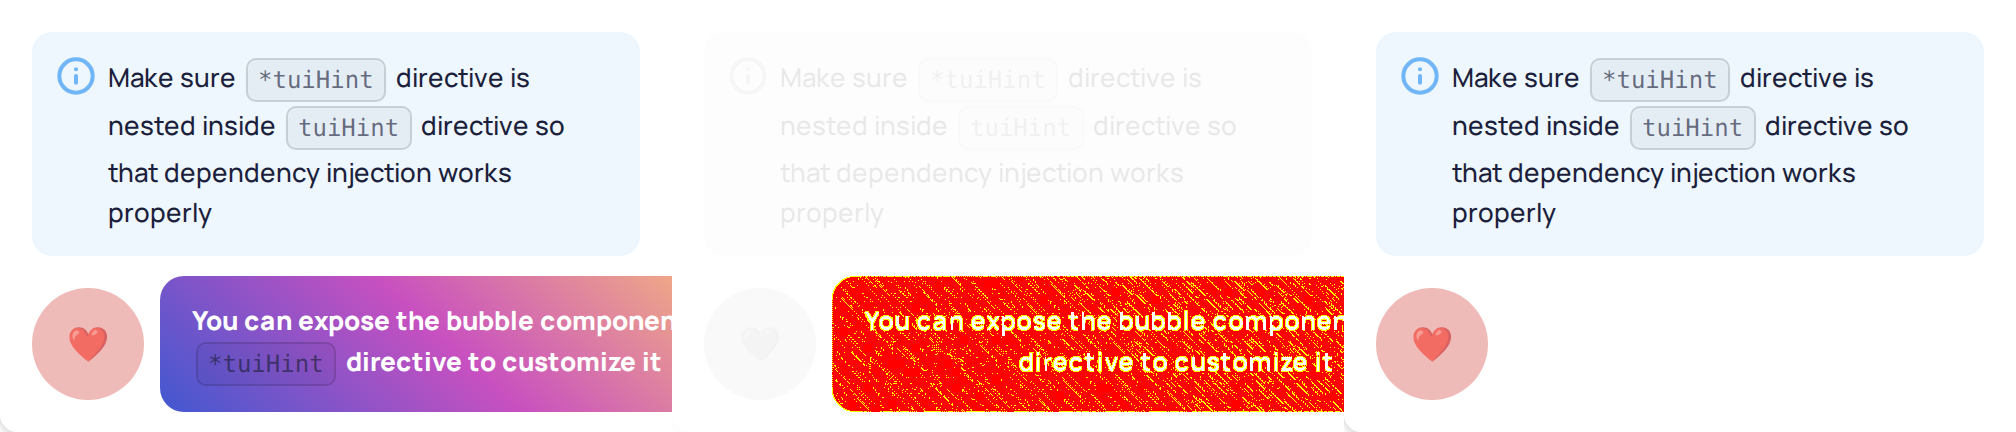 Make sure *tuiHint directive is
nested inside tuiHint directive so
that dependency injection works
properly
You can expose the bubble componen
*tuiHint directive to customize it
Make sure *tuiHint directive is
nested inside tuiHint directive so
that dependency injection works
properly
You can expose the bubble componen
directive to customize it
Make sure *tuiHint directive is
nested inside tuiHint directive so
that dependency injection works
properly